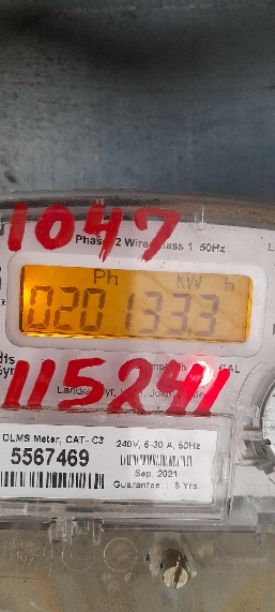 1047
Phase 2 Wire Class 1 50Hz
Ph kW h
020133.3
CAL
115241
DLMS Meter, CAT- C3
5567469
240V, 5-30 A, 50Hz
Sep. 2021
Guarantee : 5 Yrs.